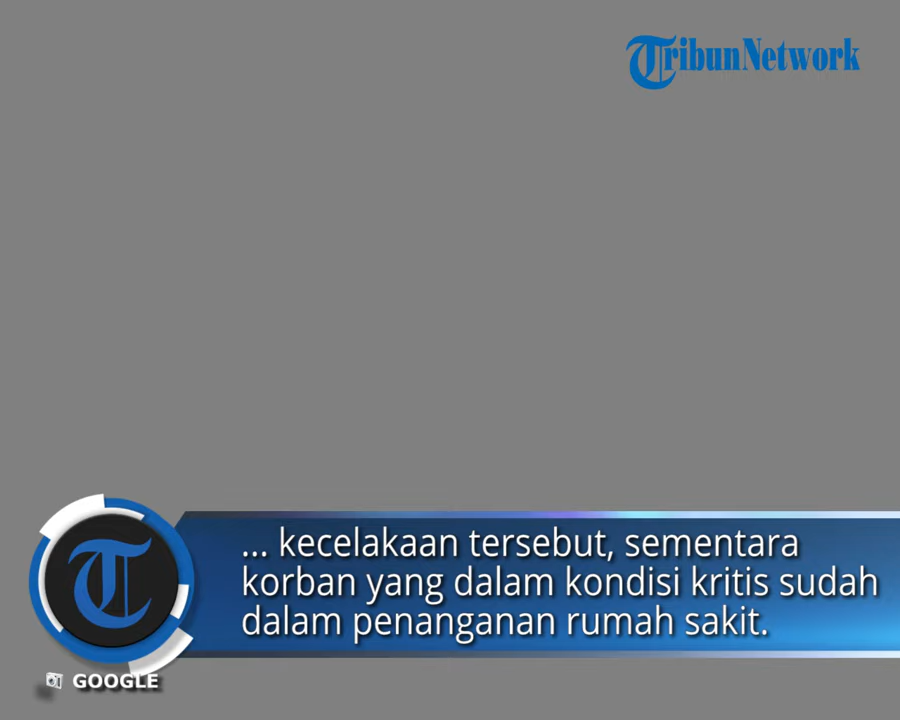 TribunNetwork
... kecelakaan tersebut, sementara
korban yang dalam kondisi kritis sudah
dalam penanganan rumah sakit.
T
GOOGLE